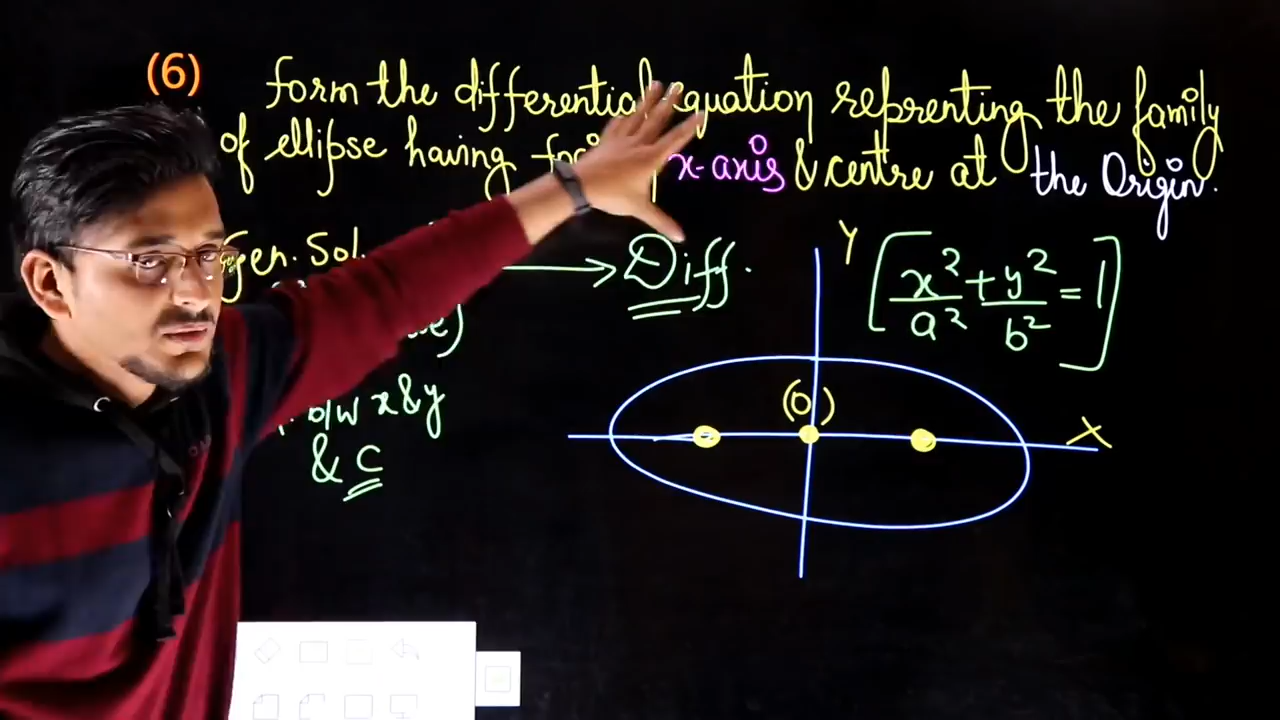 (6) Form the differential equation reprenting the family
of ellipse having x-axis & centre at the Origin.
Gen. Sol. → Diff.
b/w x & y
& c
Y [x²/a² + y²/b² = 1]
(0)
X